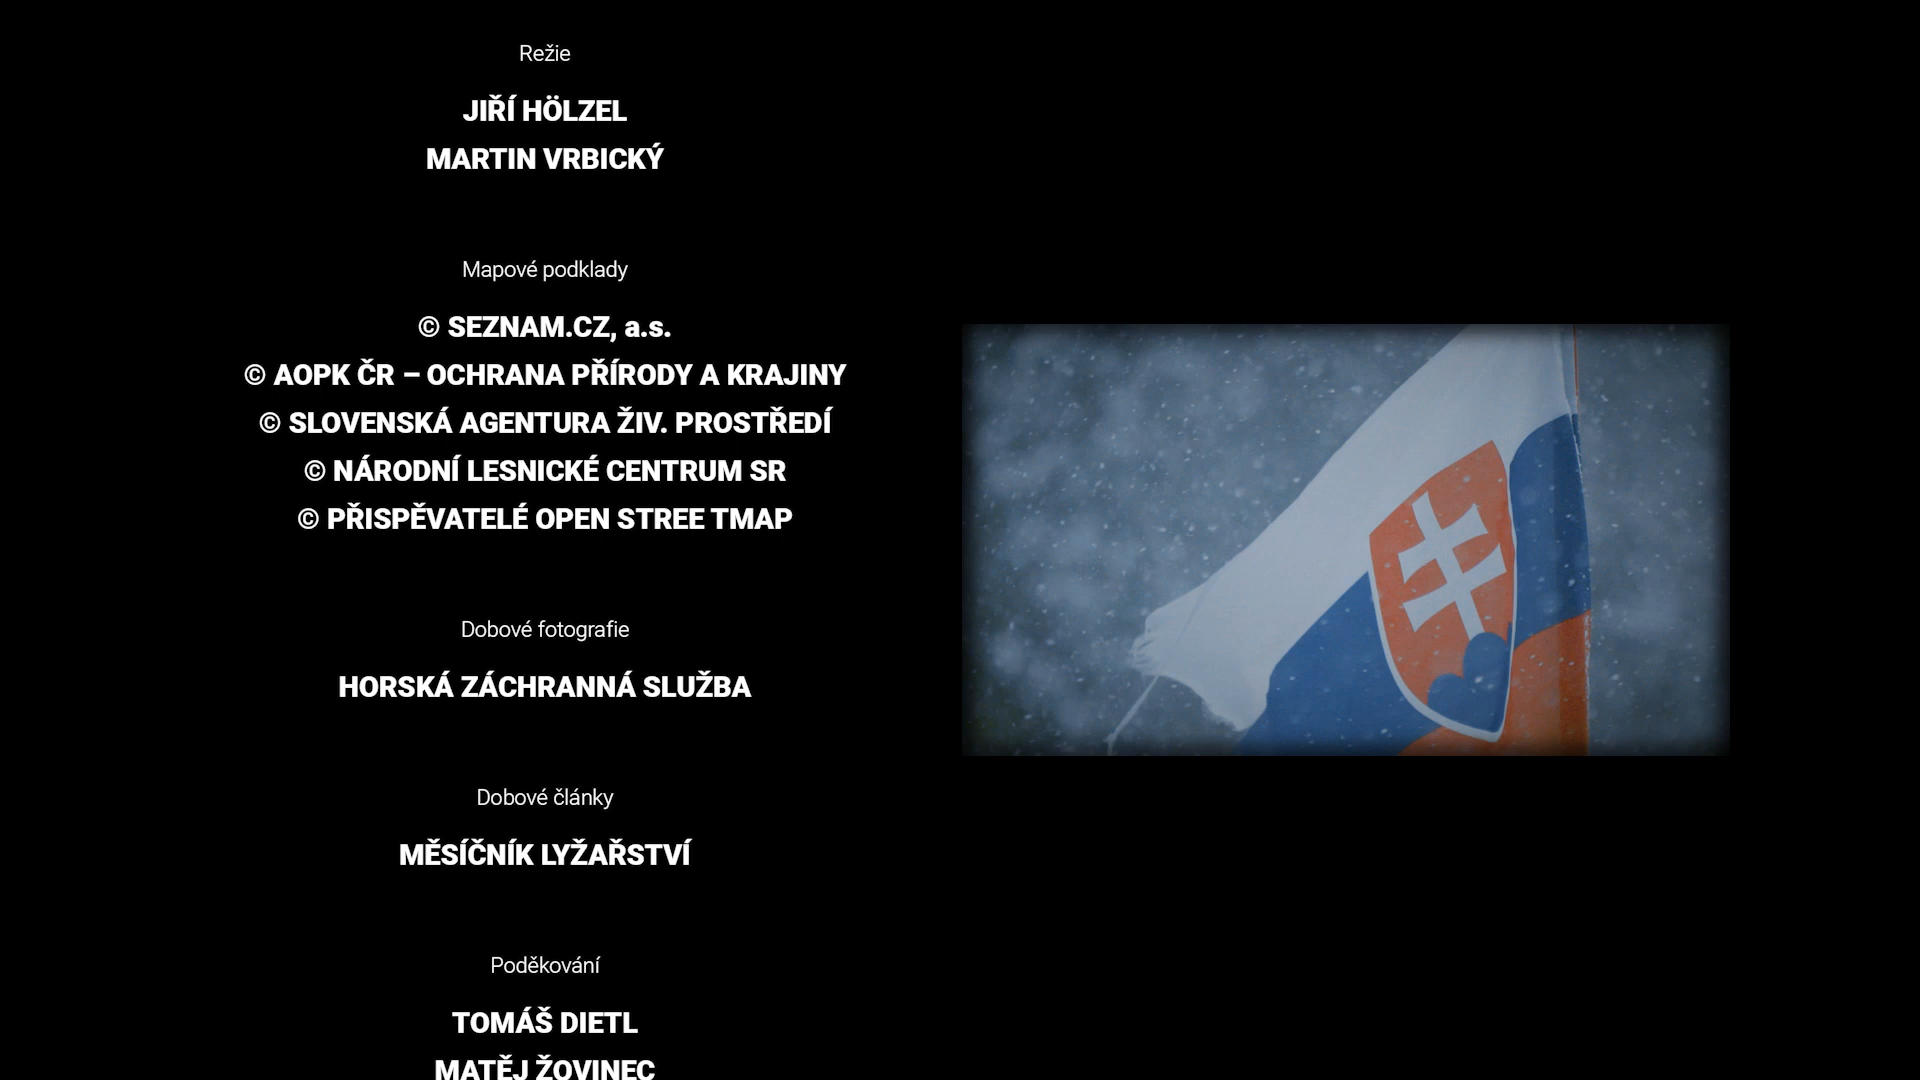 Režie
JIŘÍ HÖLZEL
MARTIN VRBICKÝ
Mapové podklady
© SEZNAM.CZ, a.s.
© AOPK ČR – OCHRANA PŘÍRODY A KRAJINY
© SLOVENSKÁ AGENTURA ŽIV. PROSTŘEDÍ
© NÁRODNÍ LESNICKÉ CENTRUM SR
© PŘISPĚVATELÉ OPEN STREE TMAP
Dobové fotografie
HORSKÁ ZÁCHRANNÁ SLUŽBA
Dobové články
MĚSÍČNÍK LYŽAŘSTVÍ
Poděkování
TOMÁŠ DIETL
MATĚJ ŽOVINEC